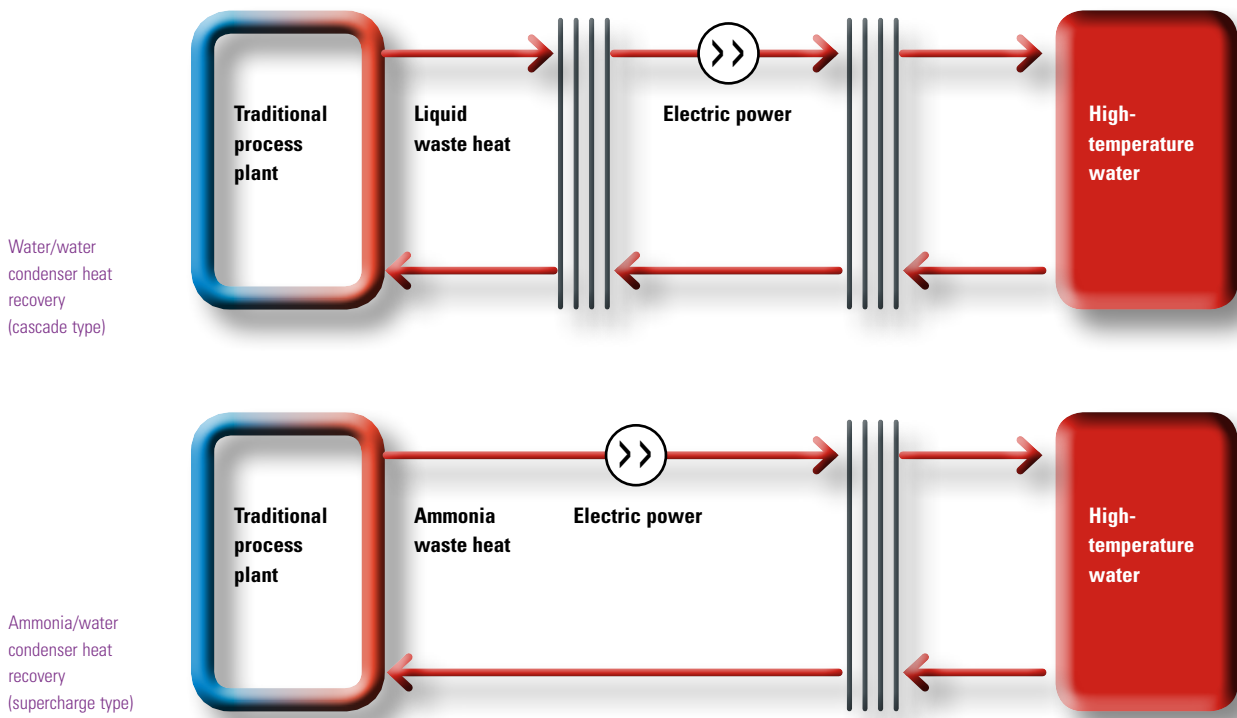 Traditional
process
plant
Liquid
waste heat
Electric power
High-
temperature
water
Water/water
condenser heat
recovery
(cascade type)
Traditional
process
plant
Ammonia
waste heat
Electric power
High-
temperature
water
Ammonia/water
condenser heat
recovery
(supercharge type)